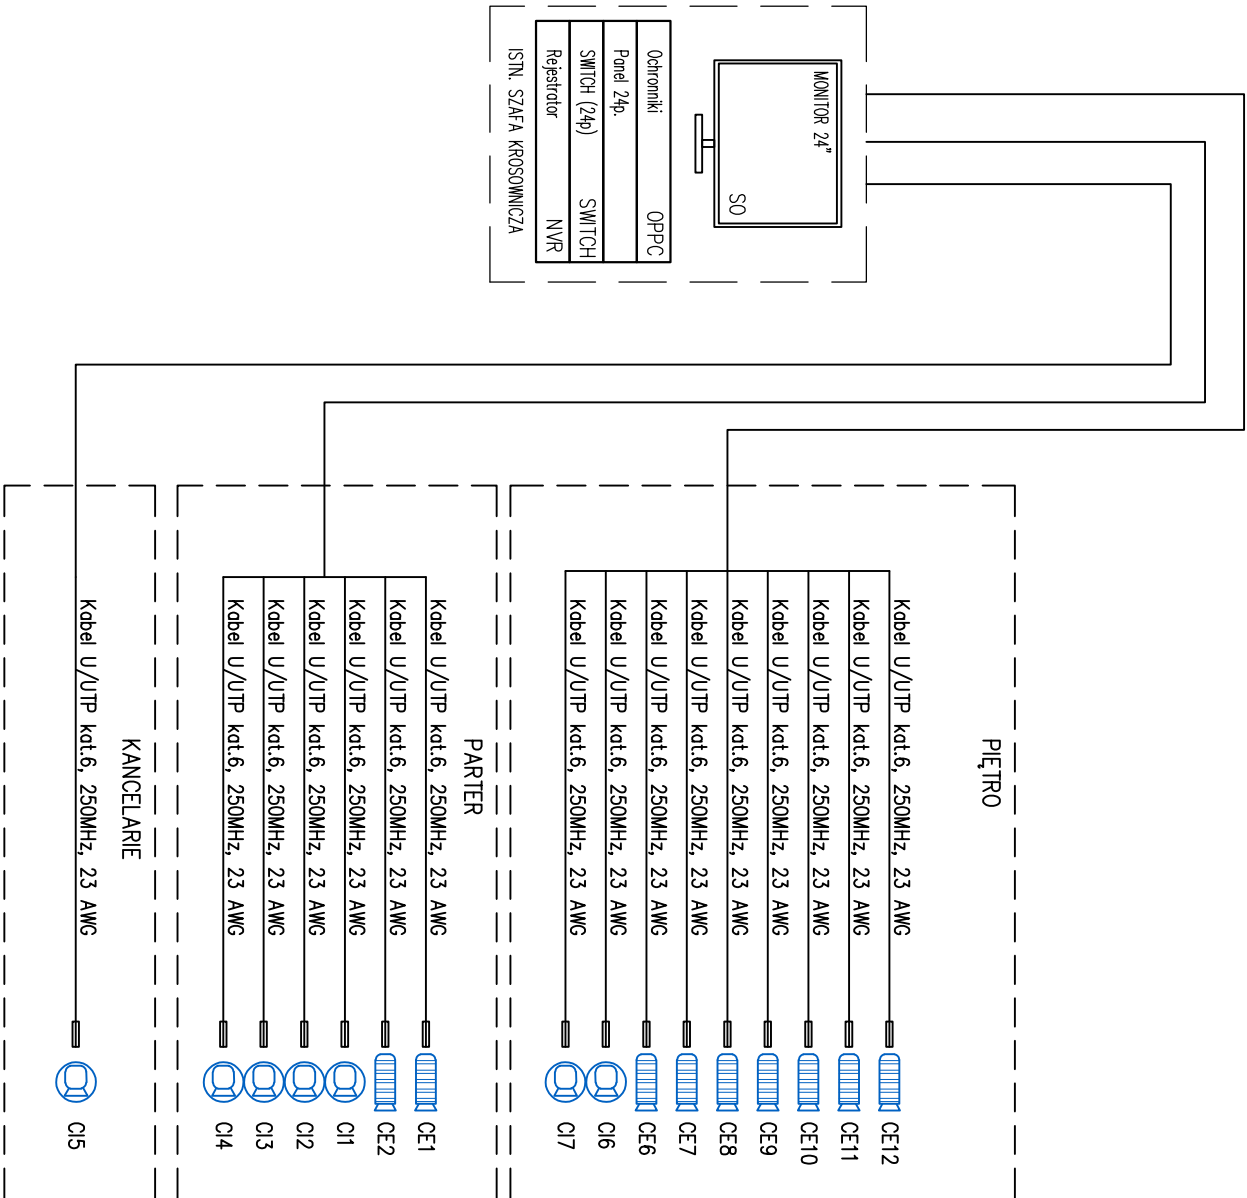 MONITOR 24"
SO
Ochronniki OPPC
Panel 24p.
SWITCH (24p) SWITCH
Rejestrator NVR
ISTN. SZAFA KROSOWNICZA
PIĘTRO
Kabel U/UTP kat.6, 250MHz, 23 AWG CE12
Kabel U/UTP kat.6, 250MHz, 23 AWG CE11
Kabel U/UTP kat.6, 250MHz, 23 AWG CE10
Kabel U/UTP kat.6, 250MHz, 23 AWG CE9
Kabel U/UTP kat.6, 250MHz, 23 AWG CE8
Kabel U/UTP kat.6, 250MHz, 23 AWG CE7
Kabel U/UTP kat.6, 250MHz, 23 AWG CE6
Kabel U/UTP kat.6, 250MHz, 23 AWG CI6
Kabel U/UTP kat.6, 250MHz, 23 AWG CI7
PARTER
Kabel U/UTP kat.6, 250MHz, 23 AWG CE1
Kabel U/UTP kat.6, 250MHz, 23 AWG CE2
Kabel U/UTP kat.6, 250MHz, 23 AWG CI1
Kabel U/UTP kat.6, 250MHz, 23 AWG CI2
Kabel U/UTP kat.6, 250MHz, 23 AWG CI3
Kabel U/UTP kat.6, 250MHz, 23 AWG CI4
KANCELARIE
Kabel U/UTP kat.6, 250MHz, 23 AWG CI5